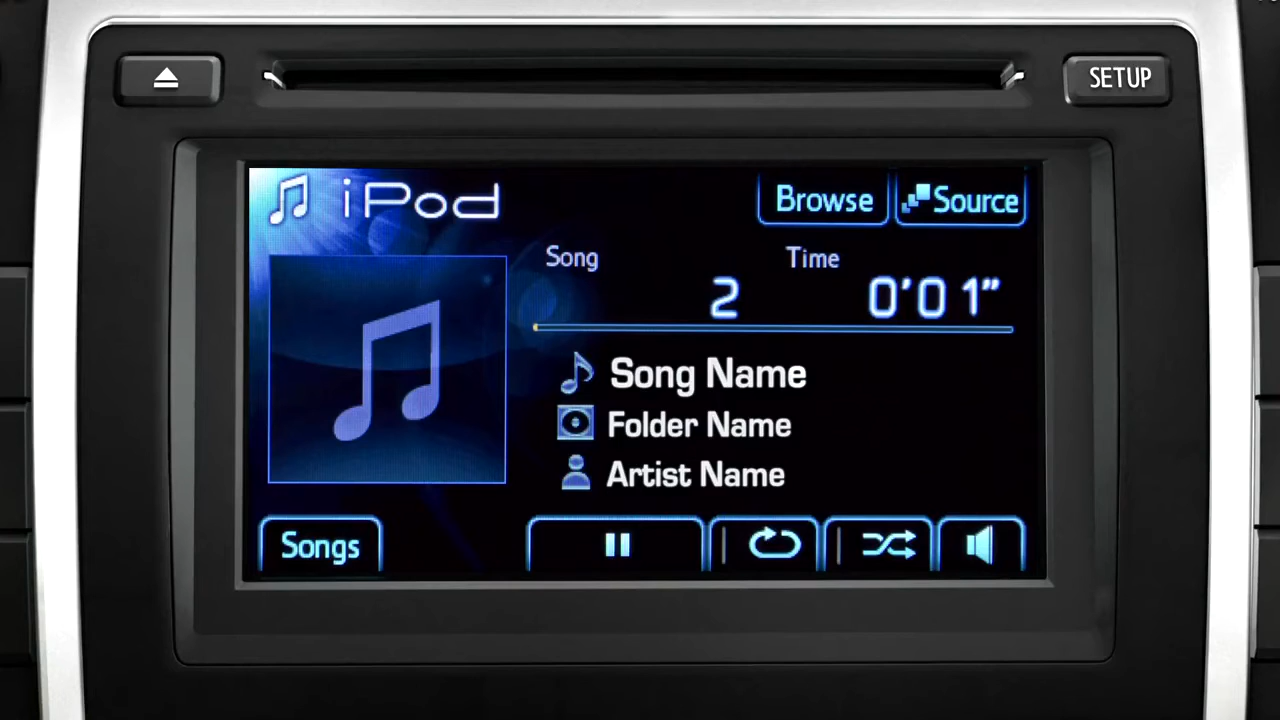 SETUP
iPod
Browse
Source
Song
Time
2
0'01"
Song Name
Folder Name
Artist Name
Songs